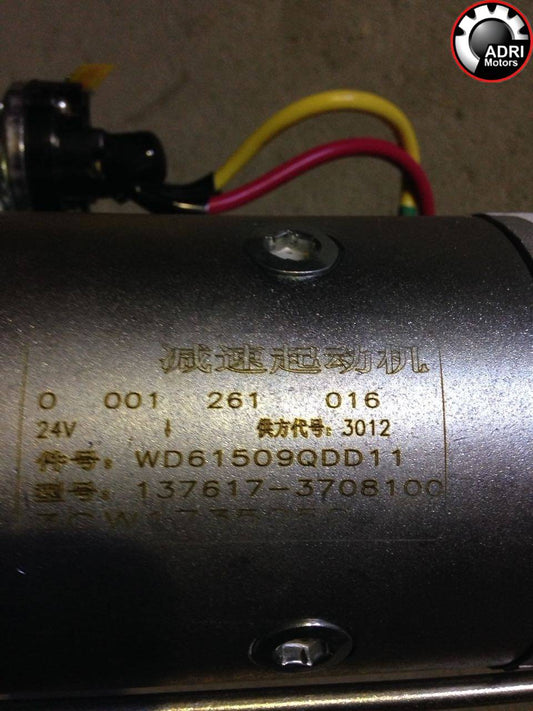 ADRI
Motors
减速起动机
0 001 261 016
24V ↓ 供方代号: 3012
件号: WD61509QDD11
型号: 137617-3708100